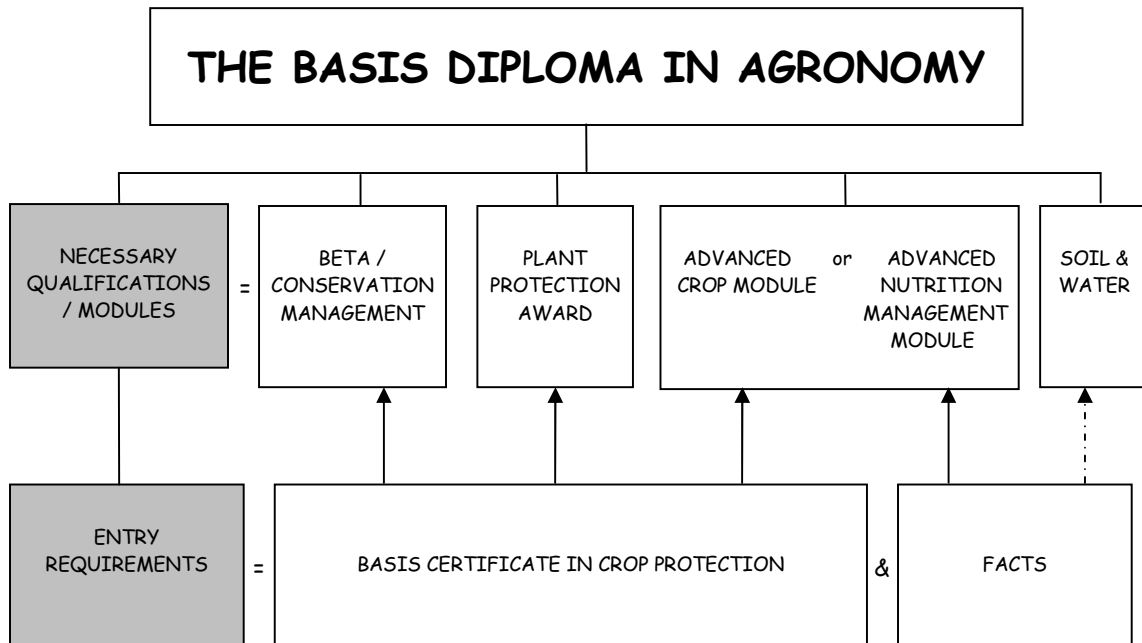 THE BASIS DIPLOMA IN AGRONOMY
NECESSARY
QUALIFICATIONS
/ MODULES
=
BETA /
CONSERVATION
MANAGEMENT
PLANT
PROTECTION
AWARD
ADVANCED
CROP MODULE
or
ADVANCED
NUTRITION
MANAGEMENT
MODULE
SOIL &
WATER
ENTRY
REQUIREMENTS
=
BASIS CERTIFICATE IN CROP PROTECTION
&
FACTS